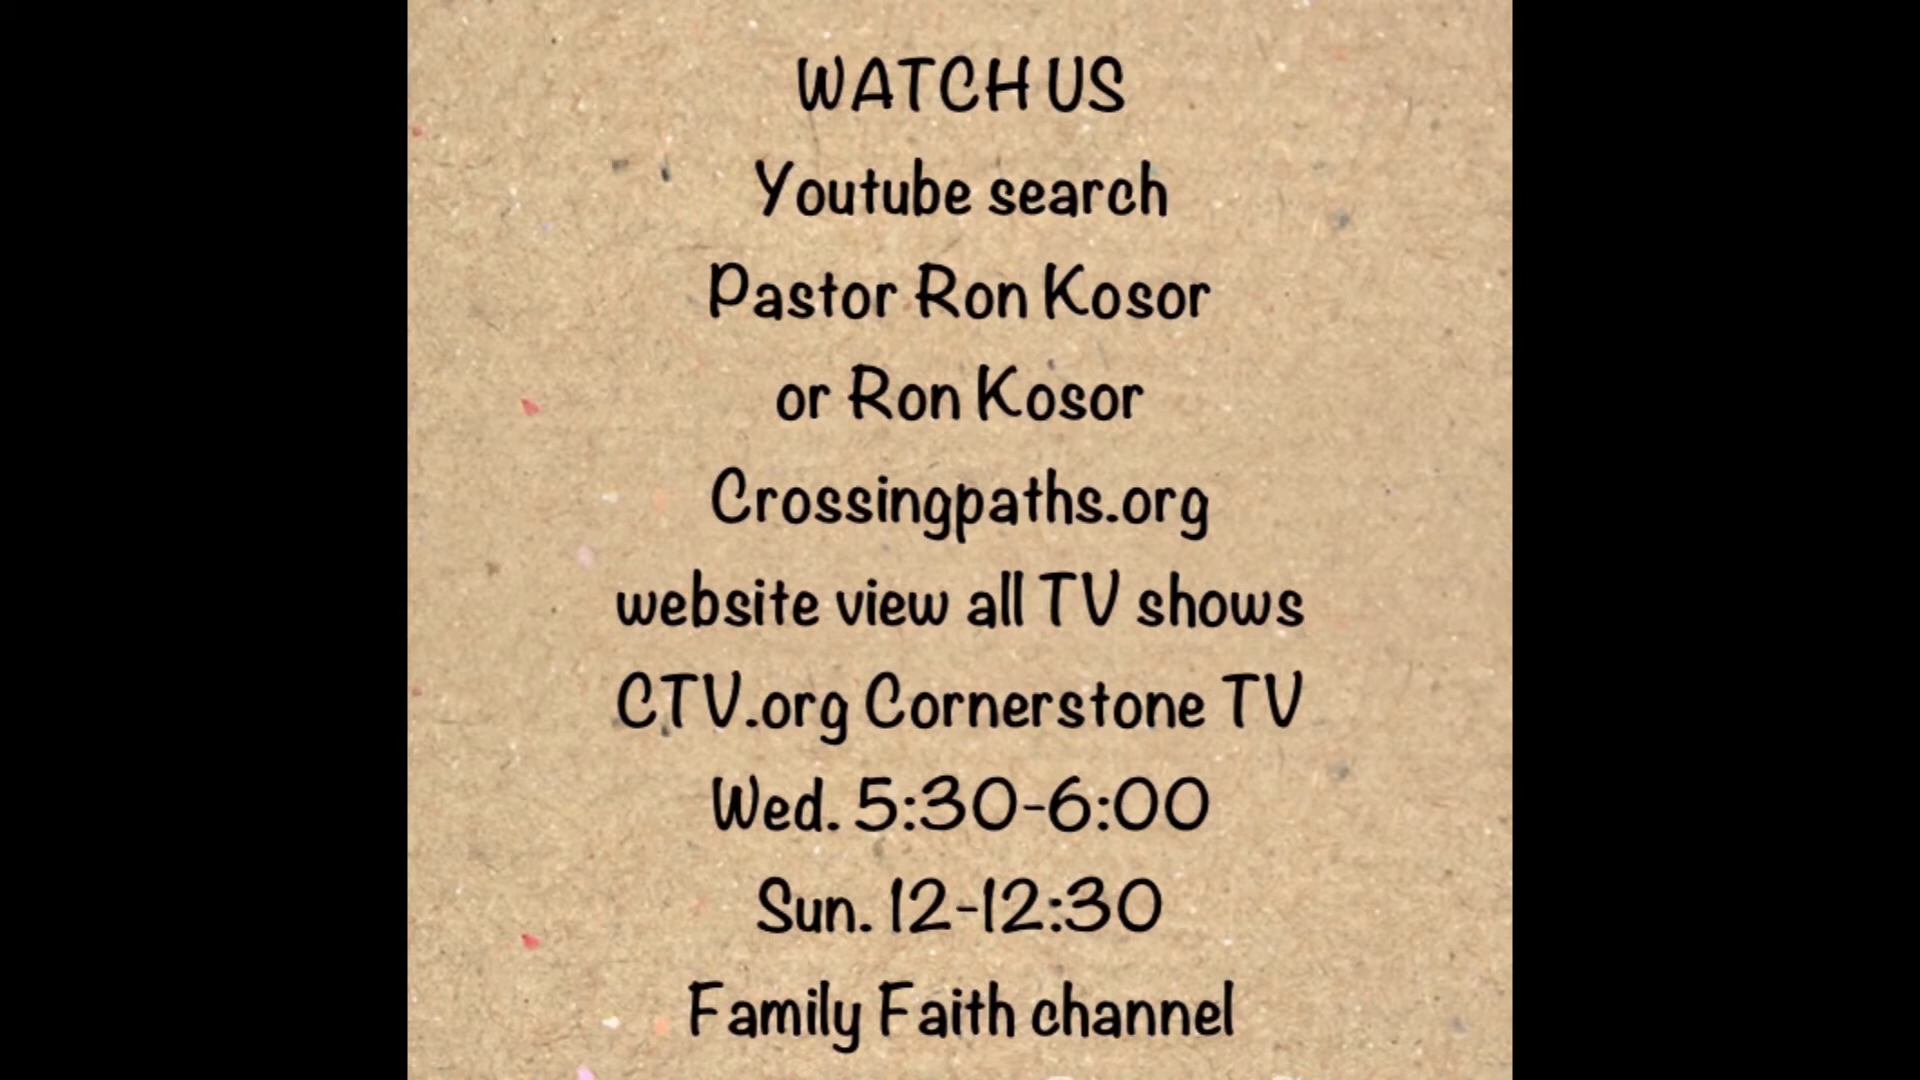 WATCH US
Youtube search
Pastor Ron Kosor
or Ron Kosor
Crossingpaths.org
website view all TV shows
CTV.org Cornerstone TV
Wed. 5:30-6:00
Sun. 12-12:30
Family Faith channel